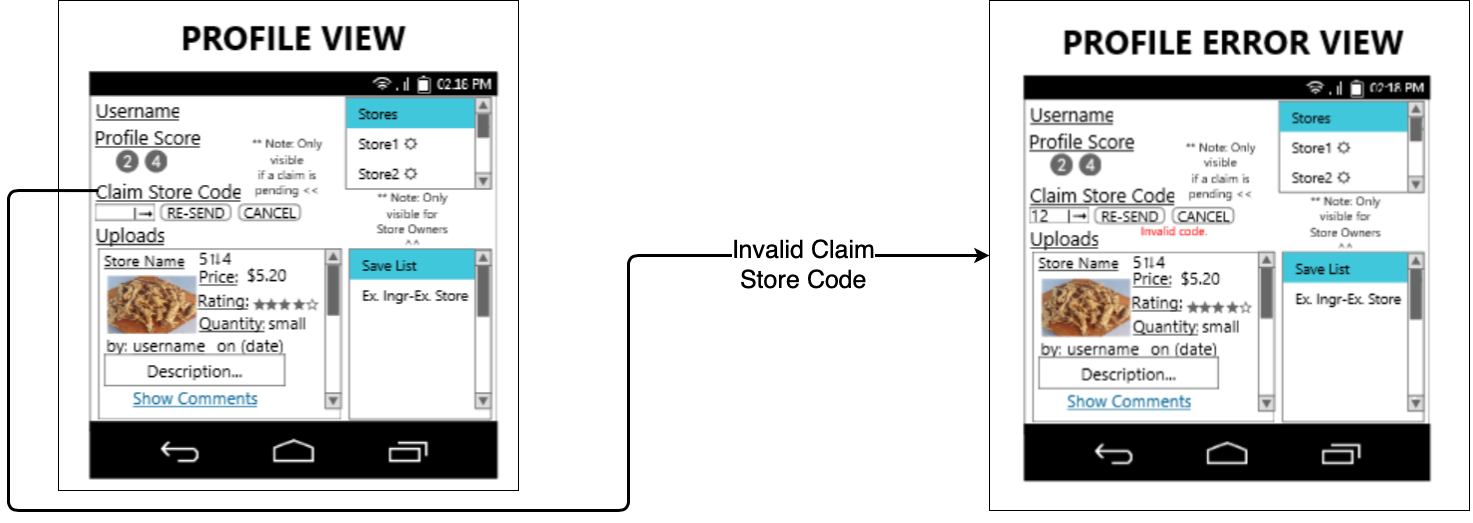 PROFILE VIEW
02.18 PM
Username
Profile Score
2 4
** Note: Only
visible
if a claim is
pending <<
Claim Store Code
|→ RE-SEND CANCEL
Uploads
Stores
Store1
Store2
** Note: Only
visible for
Store Owners
^^
Store Name 5⇅4
Price: $5.20
Rating: ★★★★☆
Quantity: small
by: username on (date)
Description...
Show Comments
Save List
Ex. Ingr-Ex. Store
Invalid Claim
Store Code
PROFILE ERROR VIEW
02:18 PM
Username
Profile Score
2 4
** Note: Only
visible
if a claim is
pending <<
Claim Store Code
12 |→ RE-SEND CANCEL
Invalid code.
Uploads
Stores
Store1
Store2
** Note: Only
visible for
Store Owners
^^
Store Name 5⇅4
Price: $5.20
Rating: ★★★★☆
Quantity: small
by: username on (date)
Description...
Show Comments
Save List
Ex. Ingr-Ex. Store